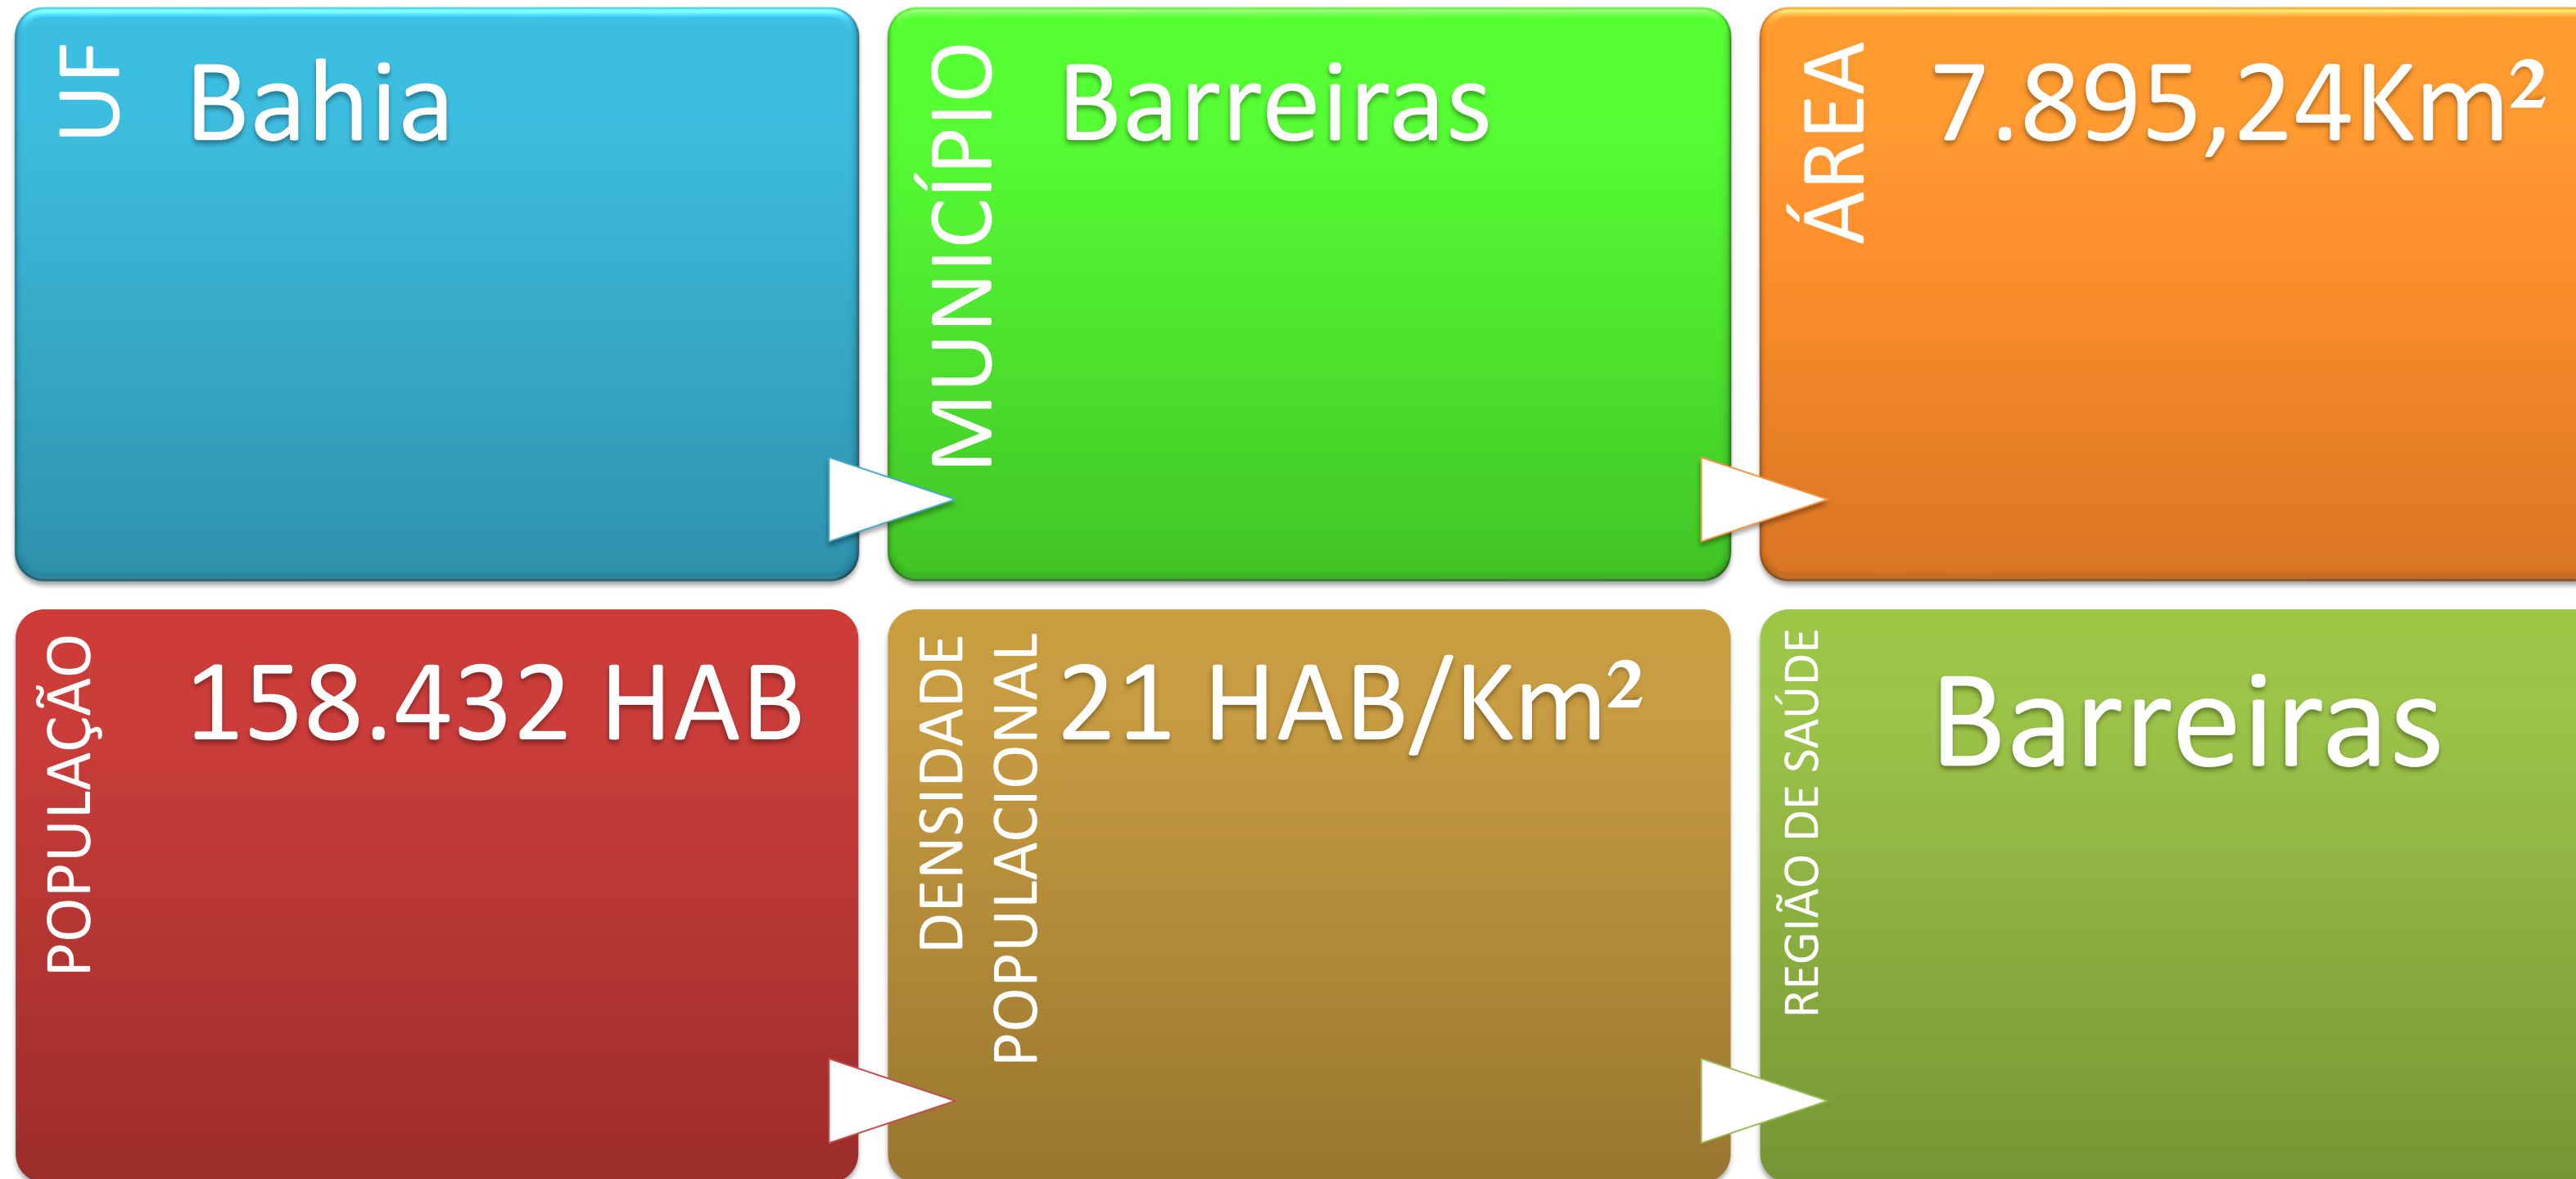 UF
Bahia
MUNICÍPIO
Barreiras
ÁREA
7.895,24Km²
POPULAÇÃO
158.432 HAB
DENSIDADE
POPULACIONAL
21 HAB/Km²
REGIÃO DE SAÚDE
Barreiras